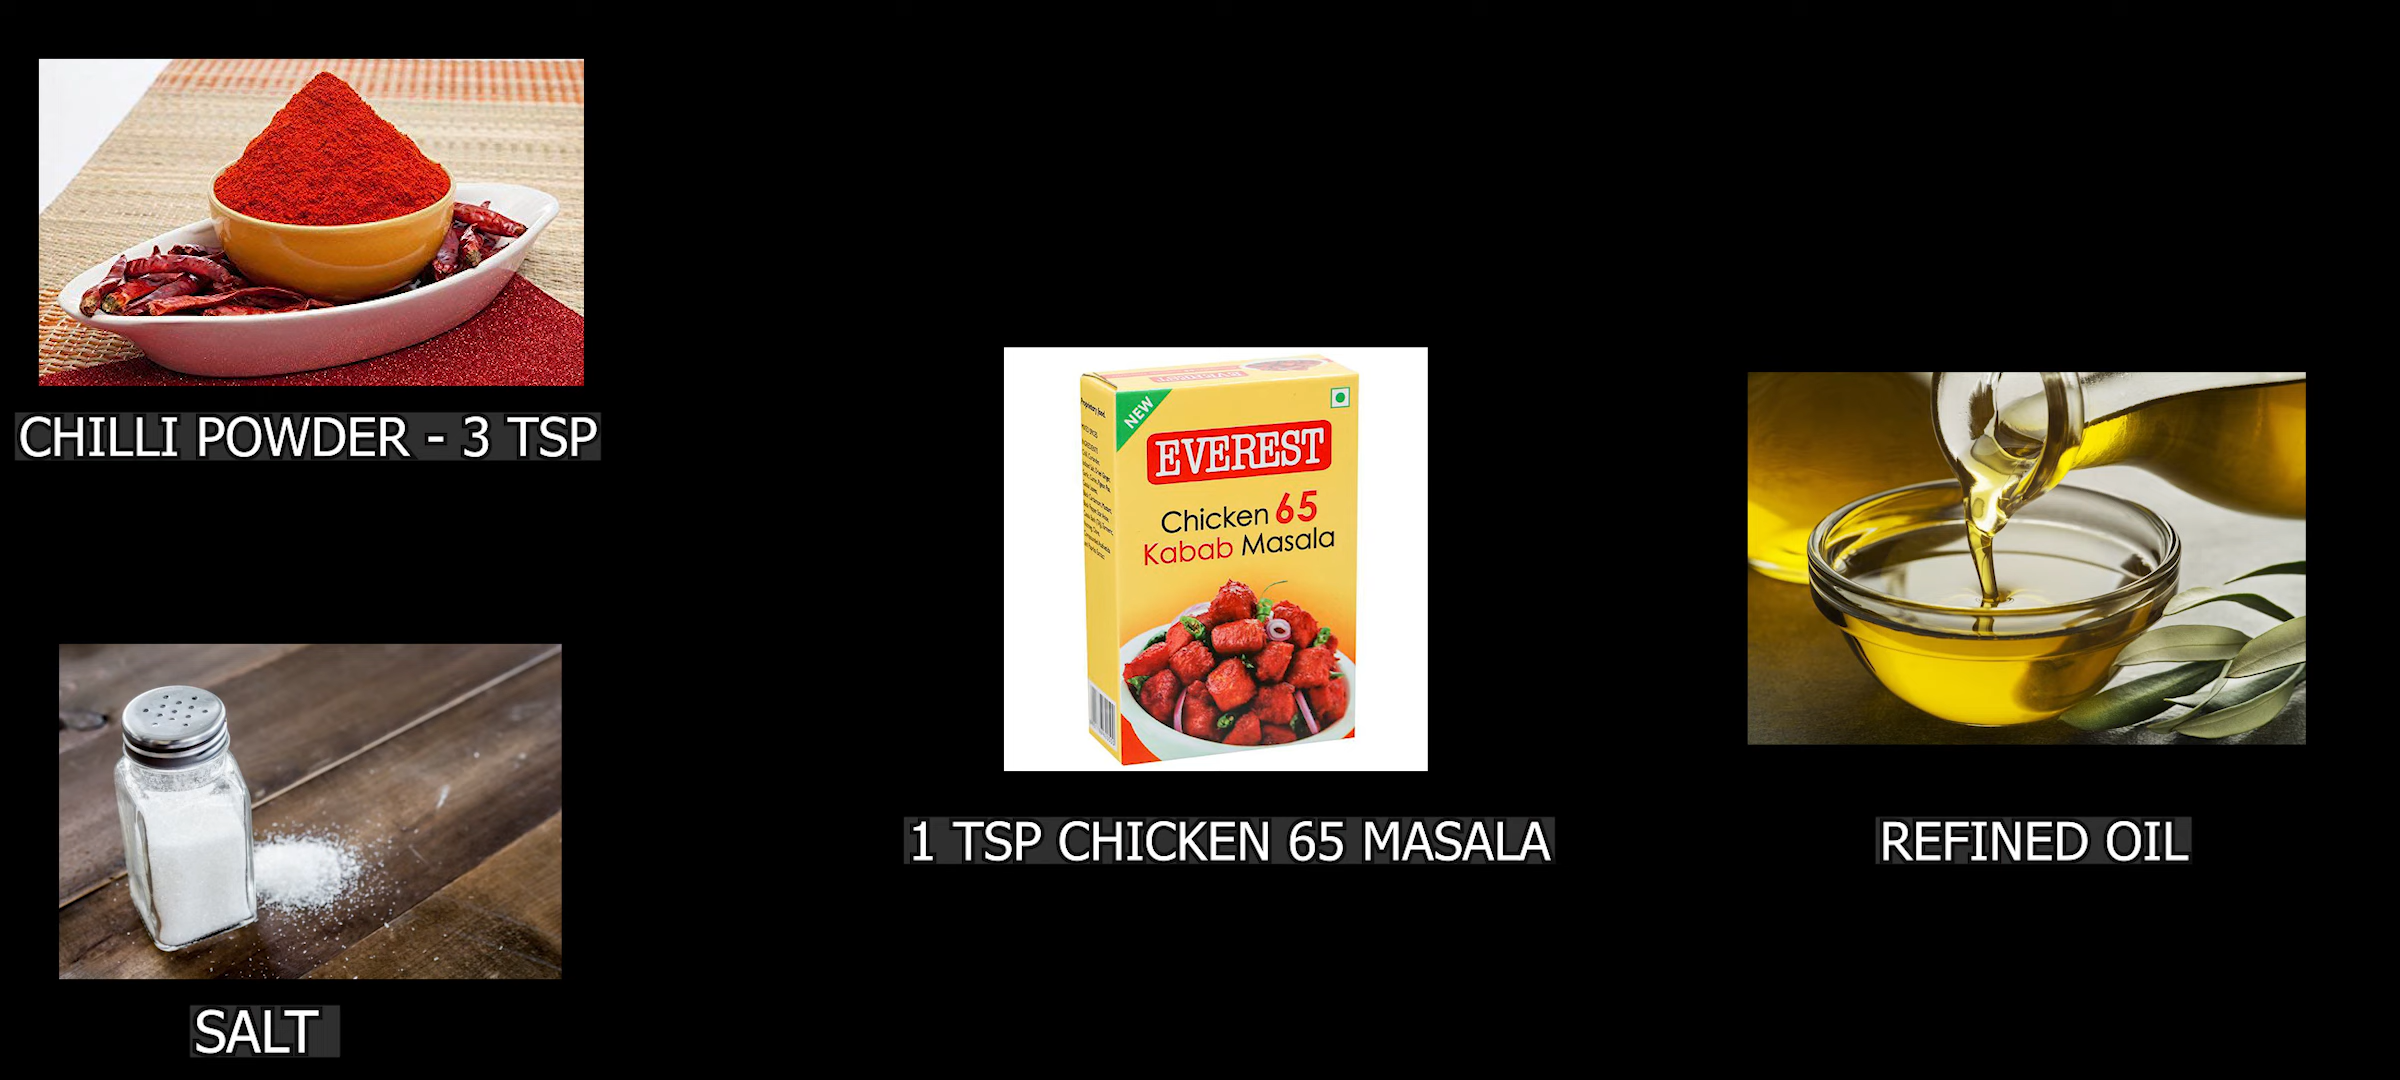 CHILLI POWDER - 3 TSP
SALT
NEW
EVEREST
Chicken 65
Kabab Masala
1 TSP CHICKEN 65 MASALA
REFINED OIL